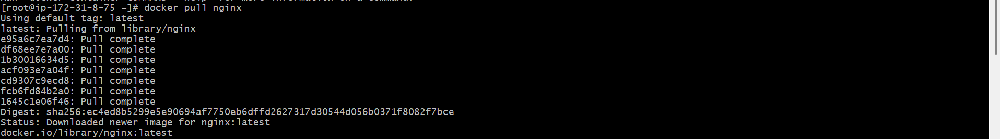 [root@ip-172-31-8-75 ~]# docker pull nginx
Using default tag: latest
latest: Pulling from library/nginx
e95a6c7ea7d4: Pull complete
df68ee7e7a00: Pull complete
1b30016634d5: Pull complete
acf093e7a04f: Pull complete
cd9307c9ecd8: Pull complete
fcb6fd84b2a0: Pull complete
1645c1e06f46: Pull complete
Digest: sha256:ec4ed8b5299e5e90694af7750eb6dffd2627317d30544d056b0371f8082f7bce
Status: Downloaded newer image for nginx:latest
docker.io/library/nginx:latest